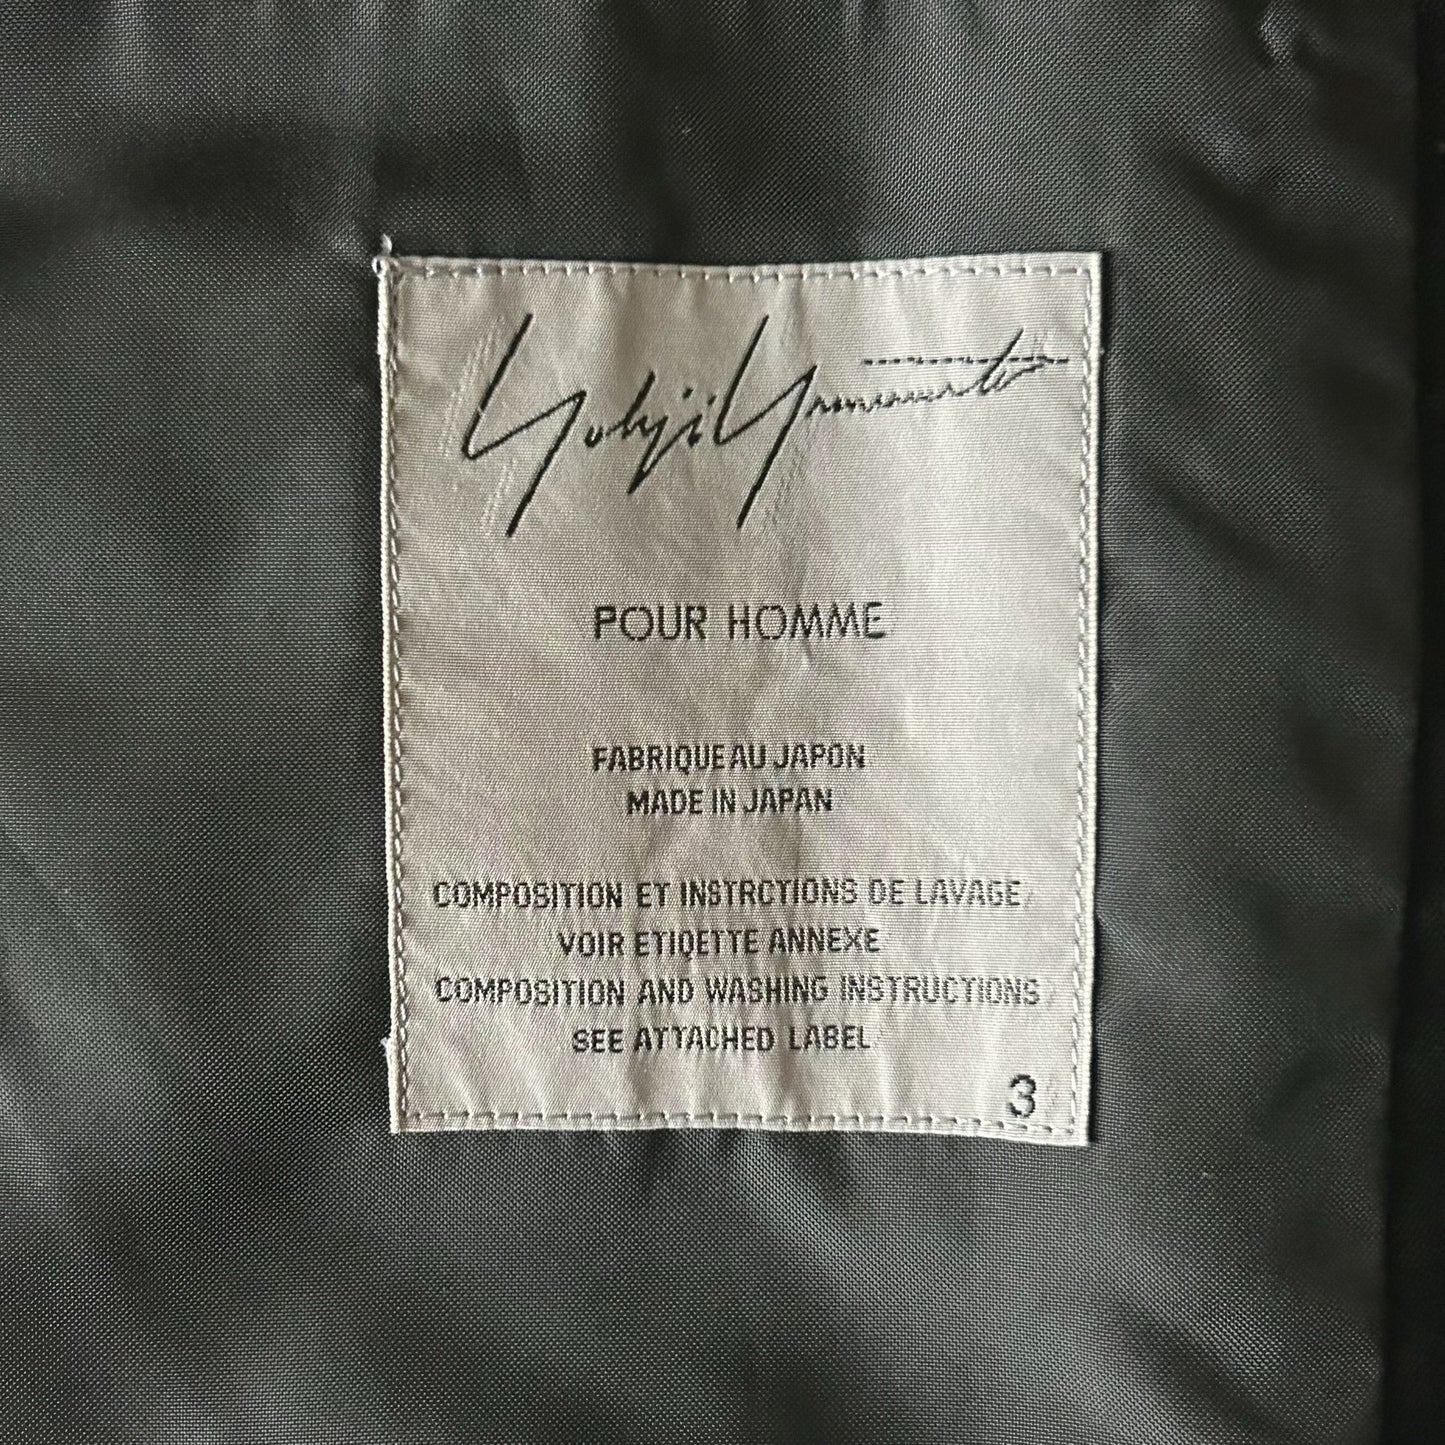 Yohji Yamamoto
POUR HOMME
FABRIQUE AU JAPON
MADE IN JAPAN
COMPOSITION ET INSTRCTIONS DE LAVAGE
VOIR ETIQETTE ANNEXE
COMPOSITION AND WASHING INSTRUCTIONS
SEE ATTACHED LABEL
3